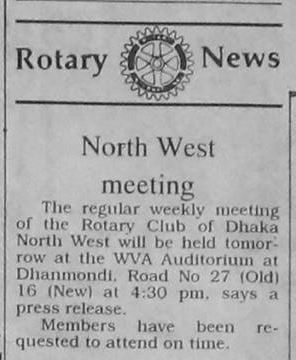 Rotary News
North West
meeting
The regular weekly meeting
of the Rotary Club of Dhaka
North West will be held tomor-
row at the WVA Auditorium at
Dhanmondi, Road No 27 (Old)
16 (New) at 4:30 pm, says a
press release.
Members have been re-
quested to attend on time.